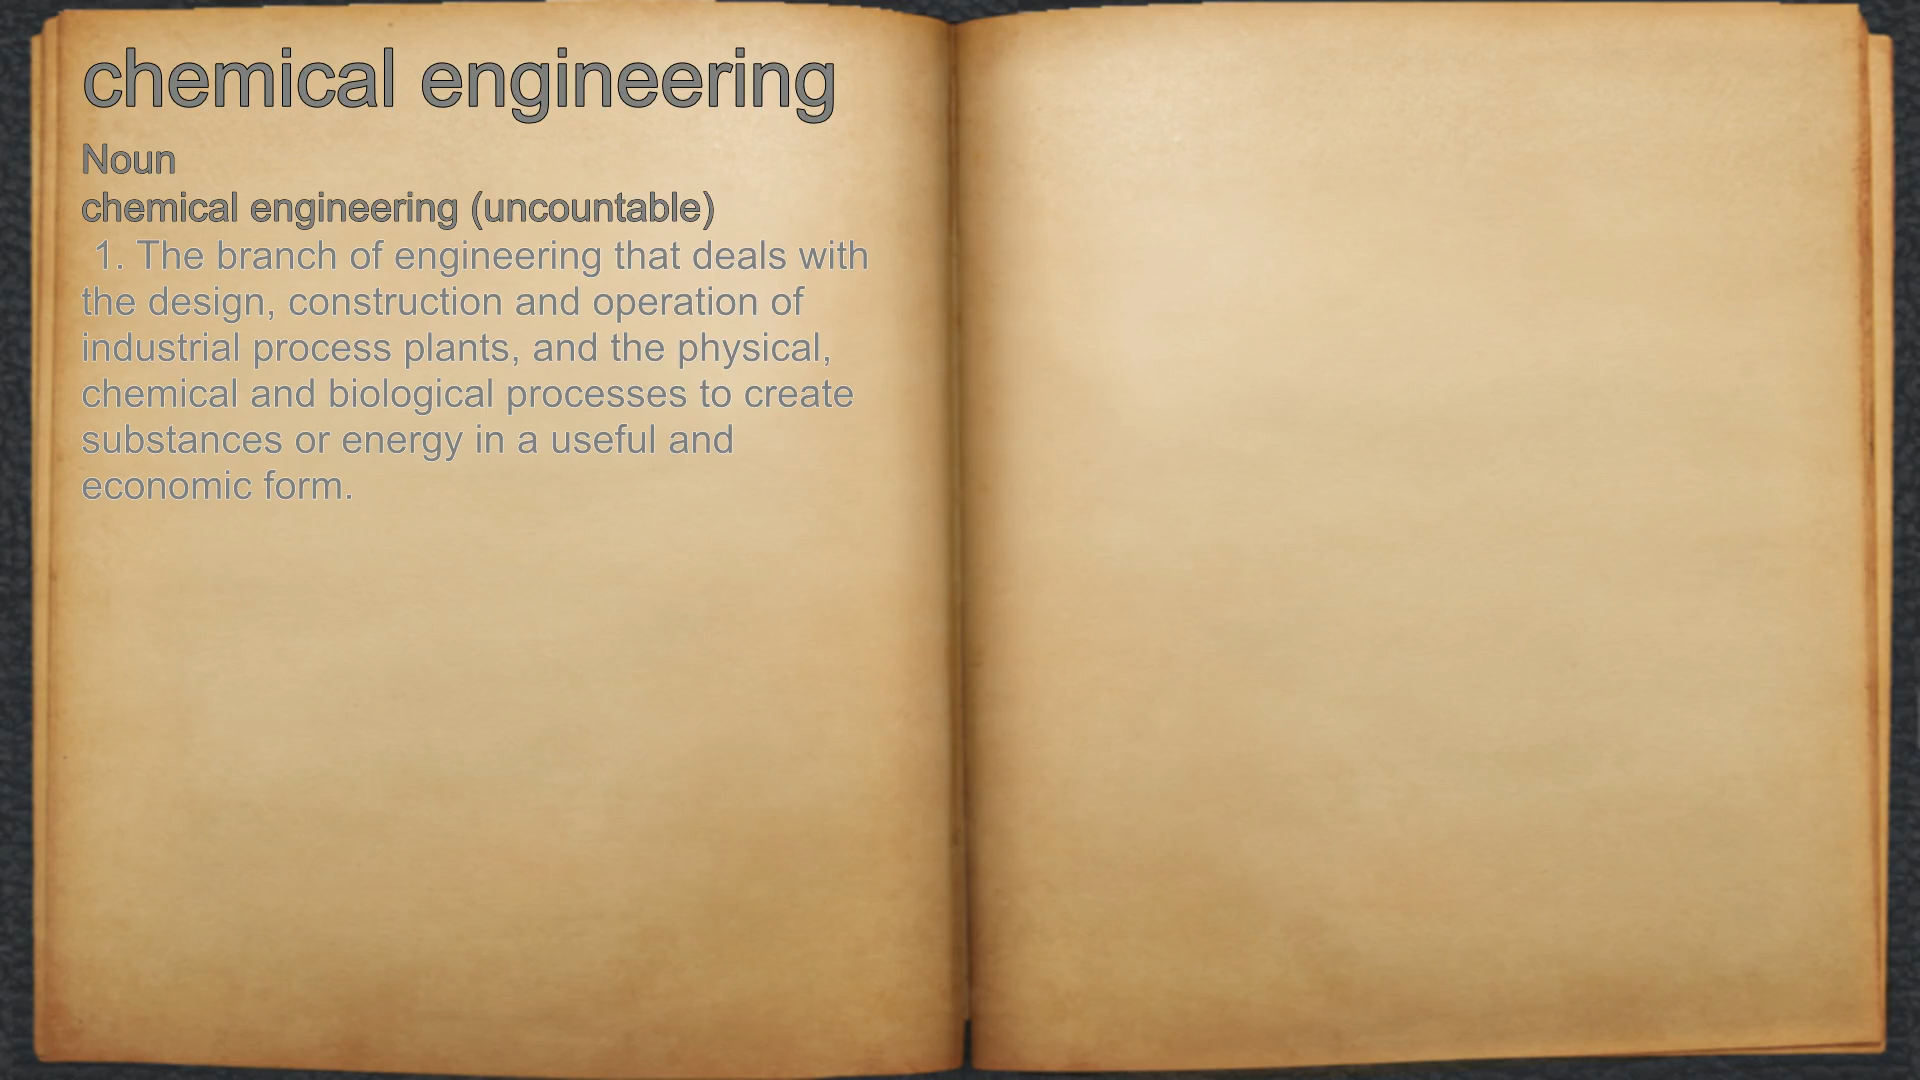 chemical engineering
Noun
chemical engineering (uncountable)
1. The branch of engineering that deals with
the design, construction and operation of
industrial process plants, and the physical,
chemical and biological processes to create
substances or energy in a useful and
economic form.